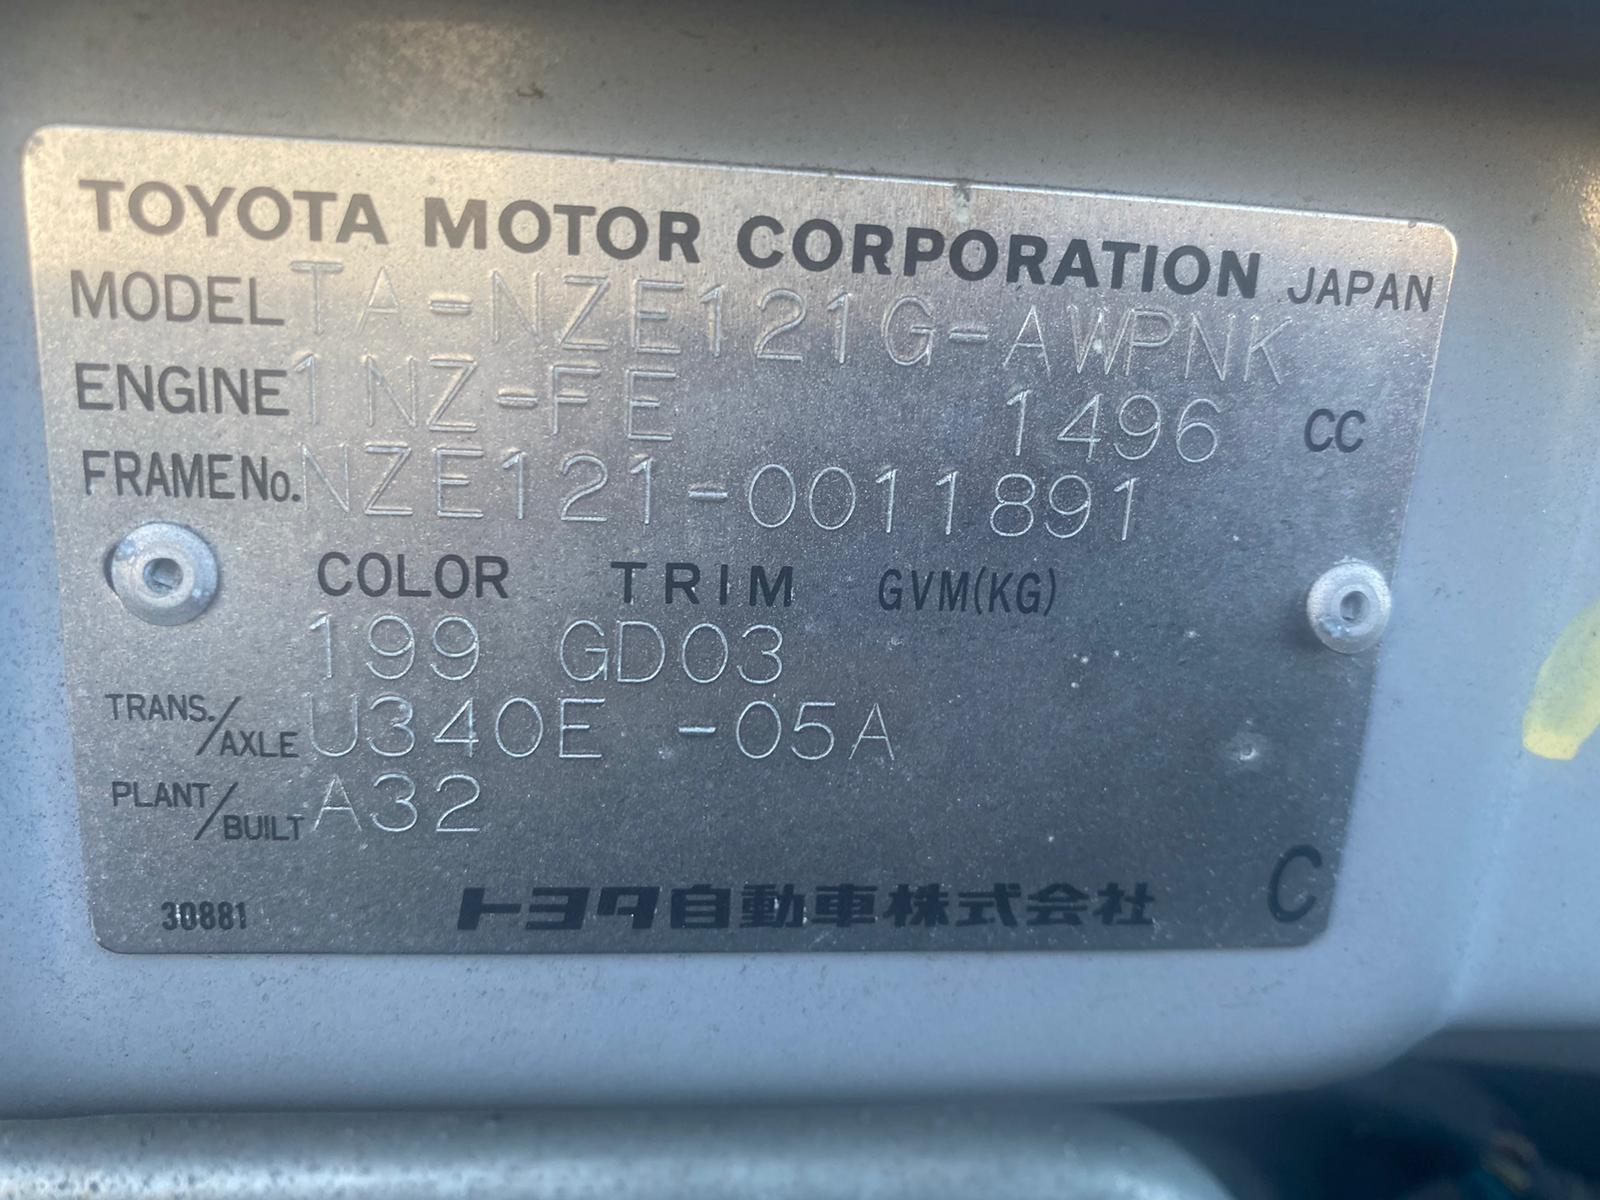 TOYOTA MOTOR CORPORATION JAPAN
MODEL TA-NZE121G-AWPNK
ENGINE 1NZ-FE 1496 CC
FRAME No. NZE121-0011891
COLOR TRIM GVM(KG)
199 GD03
TRANS./AXLE U340E -05A
PLANT/BUILT A32
30881 トヨタ自動車株式会社 C